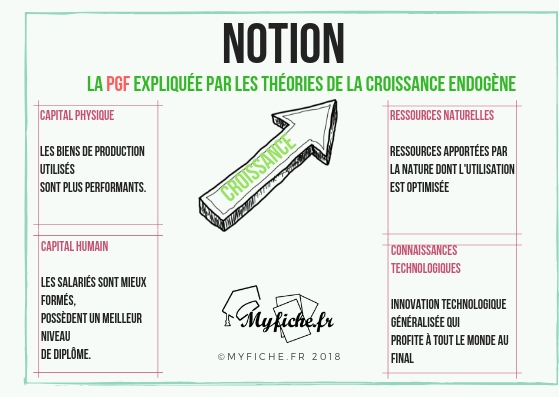 NOTION
LA PGF EXPLIQUÉE PAR LES THÉORIES DE LA CROISSANCE ENDOGÈNE
CAPITAL PHYSIQUE
LES BIENS DE PRODUCTION
UTILISÉS
SONT PLUS PERFORMANTS.
CAPITAL HUMAIN
LES SALARIÉS SONT MIEUX
FORMÉS,
POSSÈDENT UN MEILLEUR
NIVEAU
DE DIPLÔME.
CROISSANCE
Myfiche.fr
©MYFICHE.FR 2018
RESSOURCES NATURELLES
RESSOURCES APPORTÉES PAR
LA NATURE DONT L'UTILISATION
EST OPTIMISÉE
CONNAISSANCES
TECHNOLOGIQUES
INNOVATION TECHNOLOGIQUE
GÉNÉRALISÉE QUI
PROFITE À TOUT LE MONDE AU
FINAL